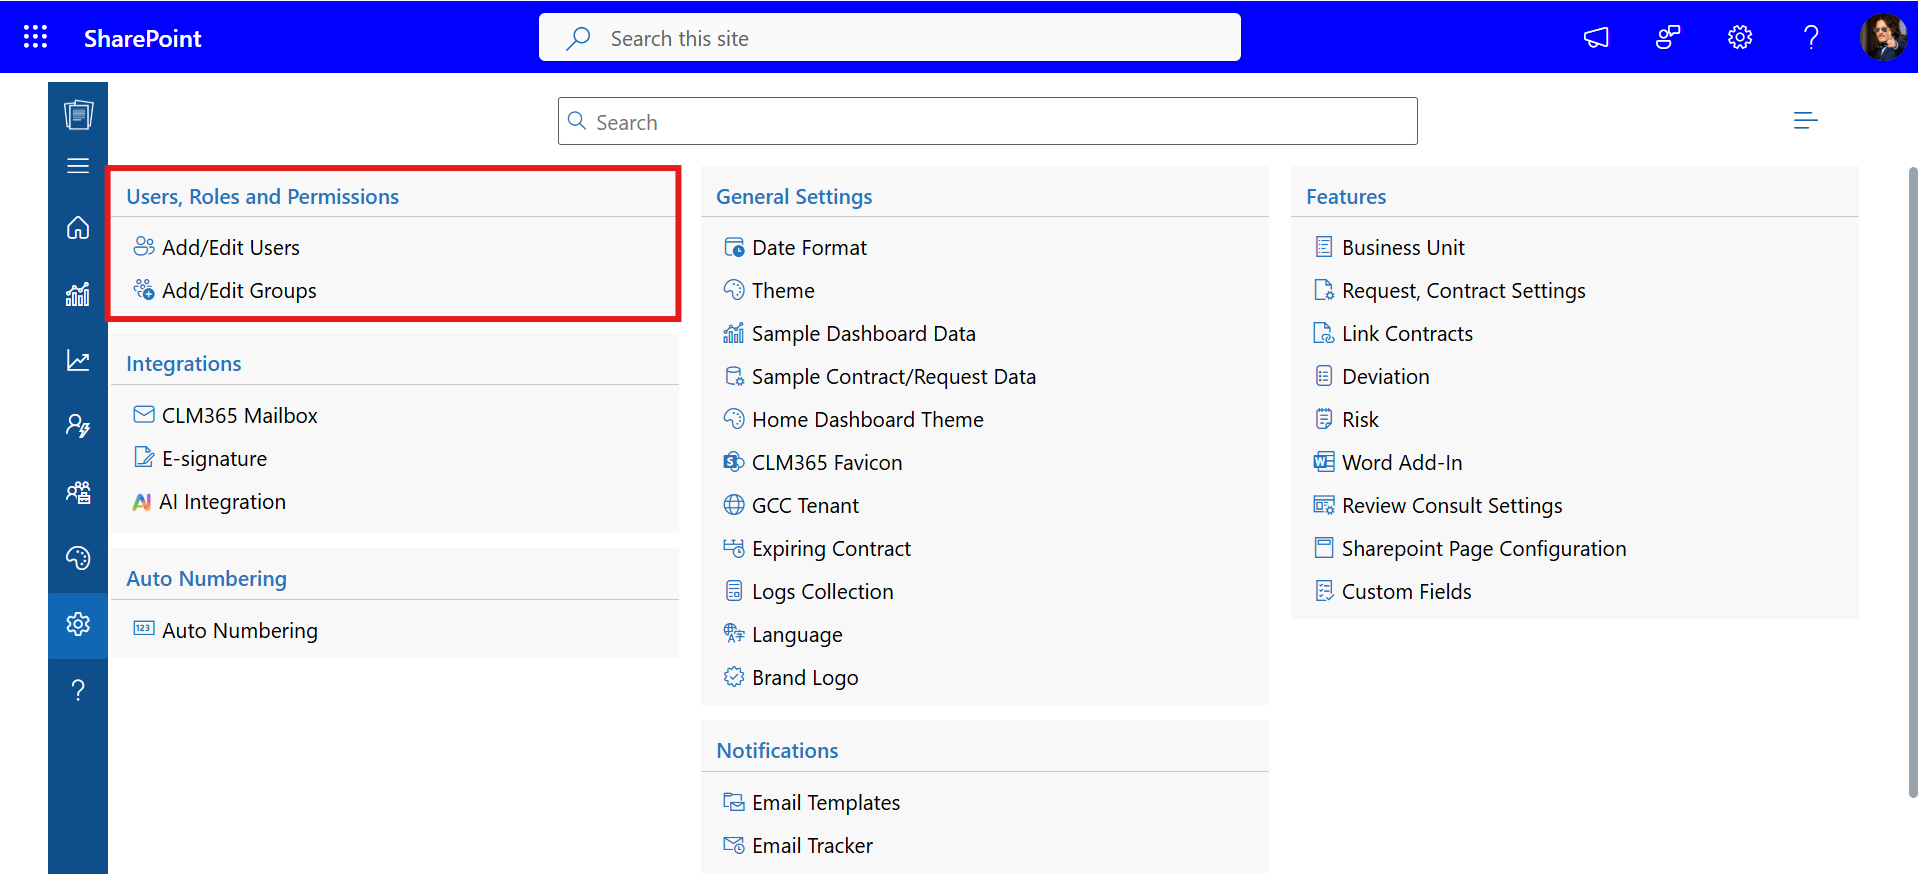 SharePoint
Search this site
Search
Users, Roles and Permissions
Add/Edit Users
Add/Edit Groups
Integrations
CLM365 Mailbox
E-signature
AI Integration
Auto Numbering
123 Auto Numbering
General Settings
Date Format
Theme
Sample Dashboard Data
Sample Contract/Request Data
Home Dashboard Theme
CLM365 Favicon
GCC Tenant
Expiring Contract
Logs Collection
Language
Brand Logo
Notifications
Email Templates
Email Tracker
Features
Business Unit
Request, Contract Settings
Link Contracts
Deviation
Risk
Word Add-In
Review Consult Settings
Sharepoint Page Configuration
Custom Fields